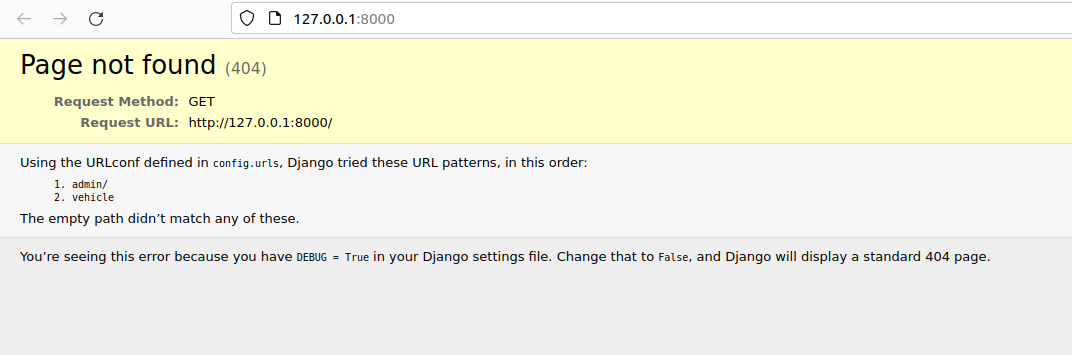 127.0.0.1:8000
Page not found (404)
Request Method: GET
Request URL: http://127.0.0.1:8000/
Using the URLconf defined in config.urls, Django tried these URL patterns, in this order:
1. admin/
2. vehicle
The empty path didn’t match any of these.
You’re seeing this error because you have DEBUG = True in your Django settings file. Change that to False, and Django will display a standard 404 page.